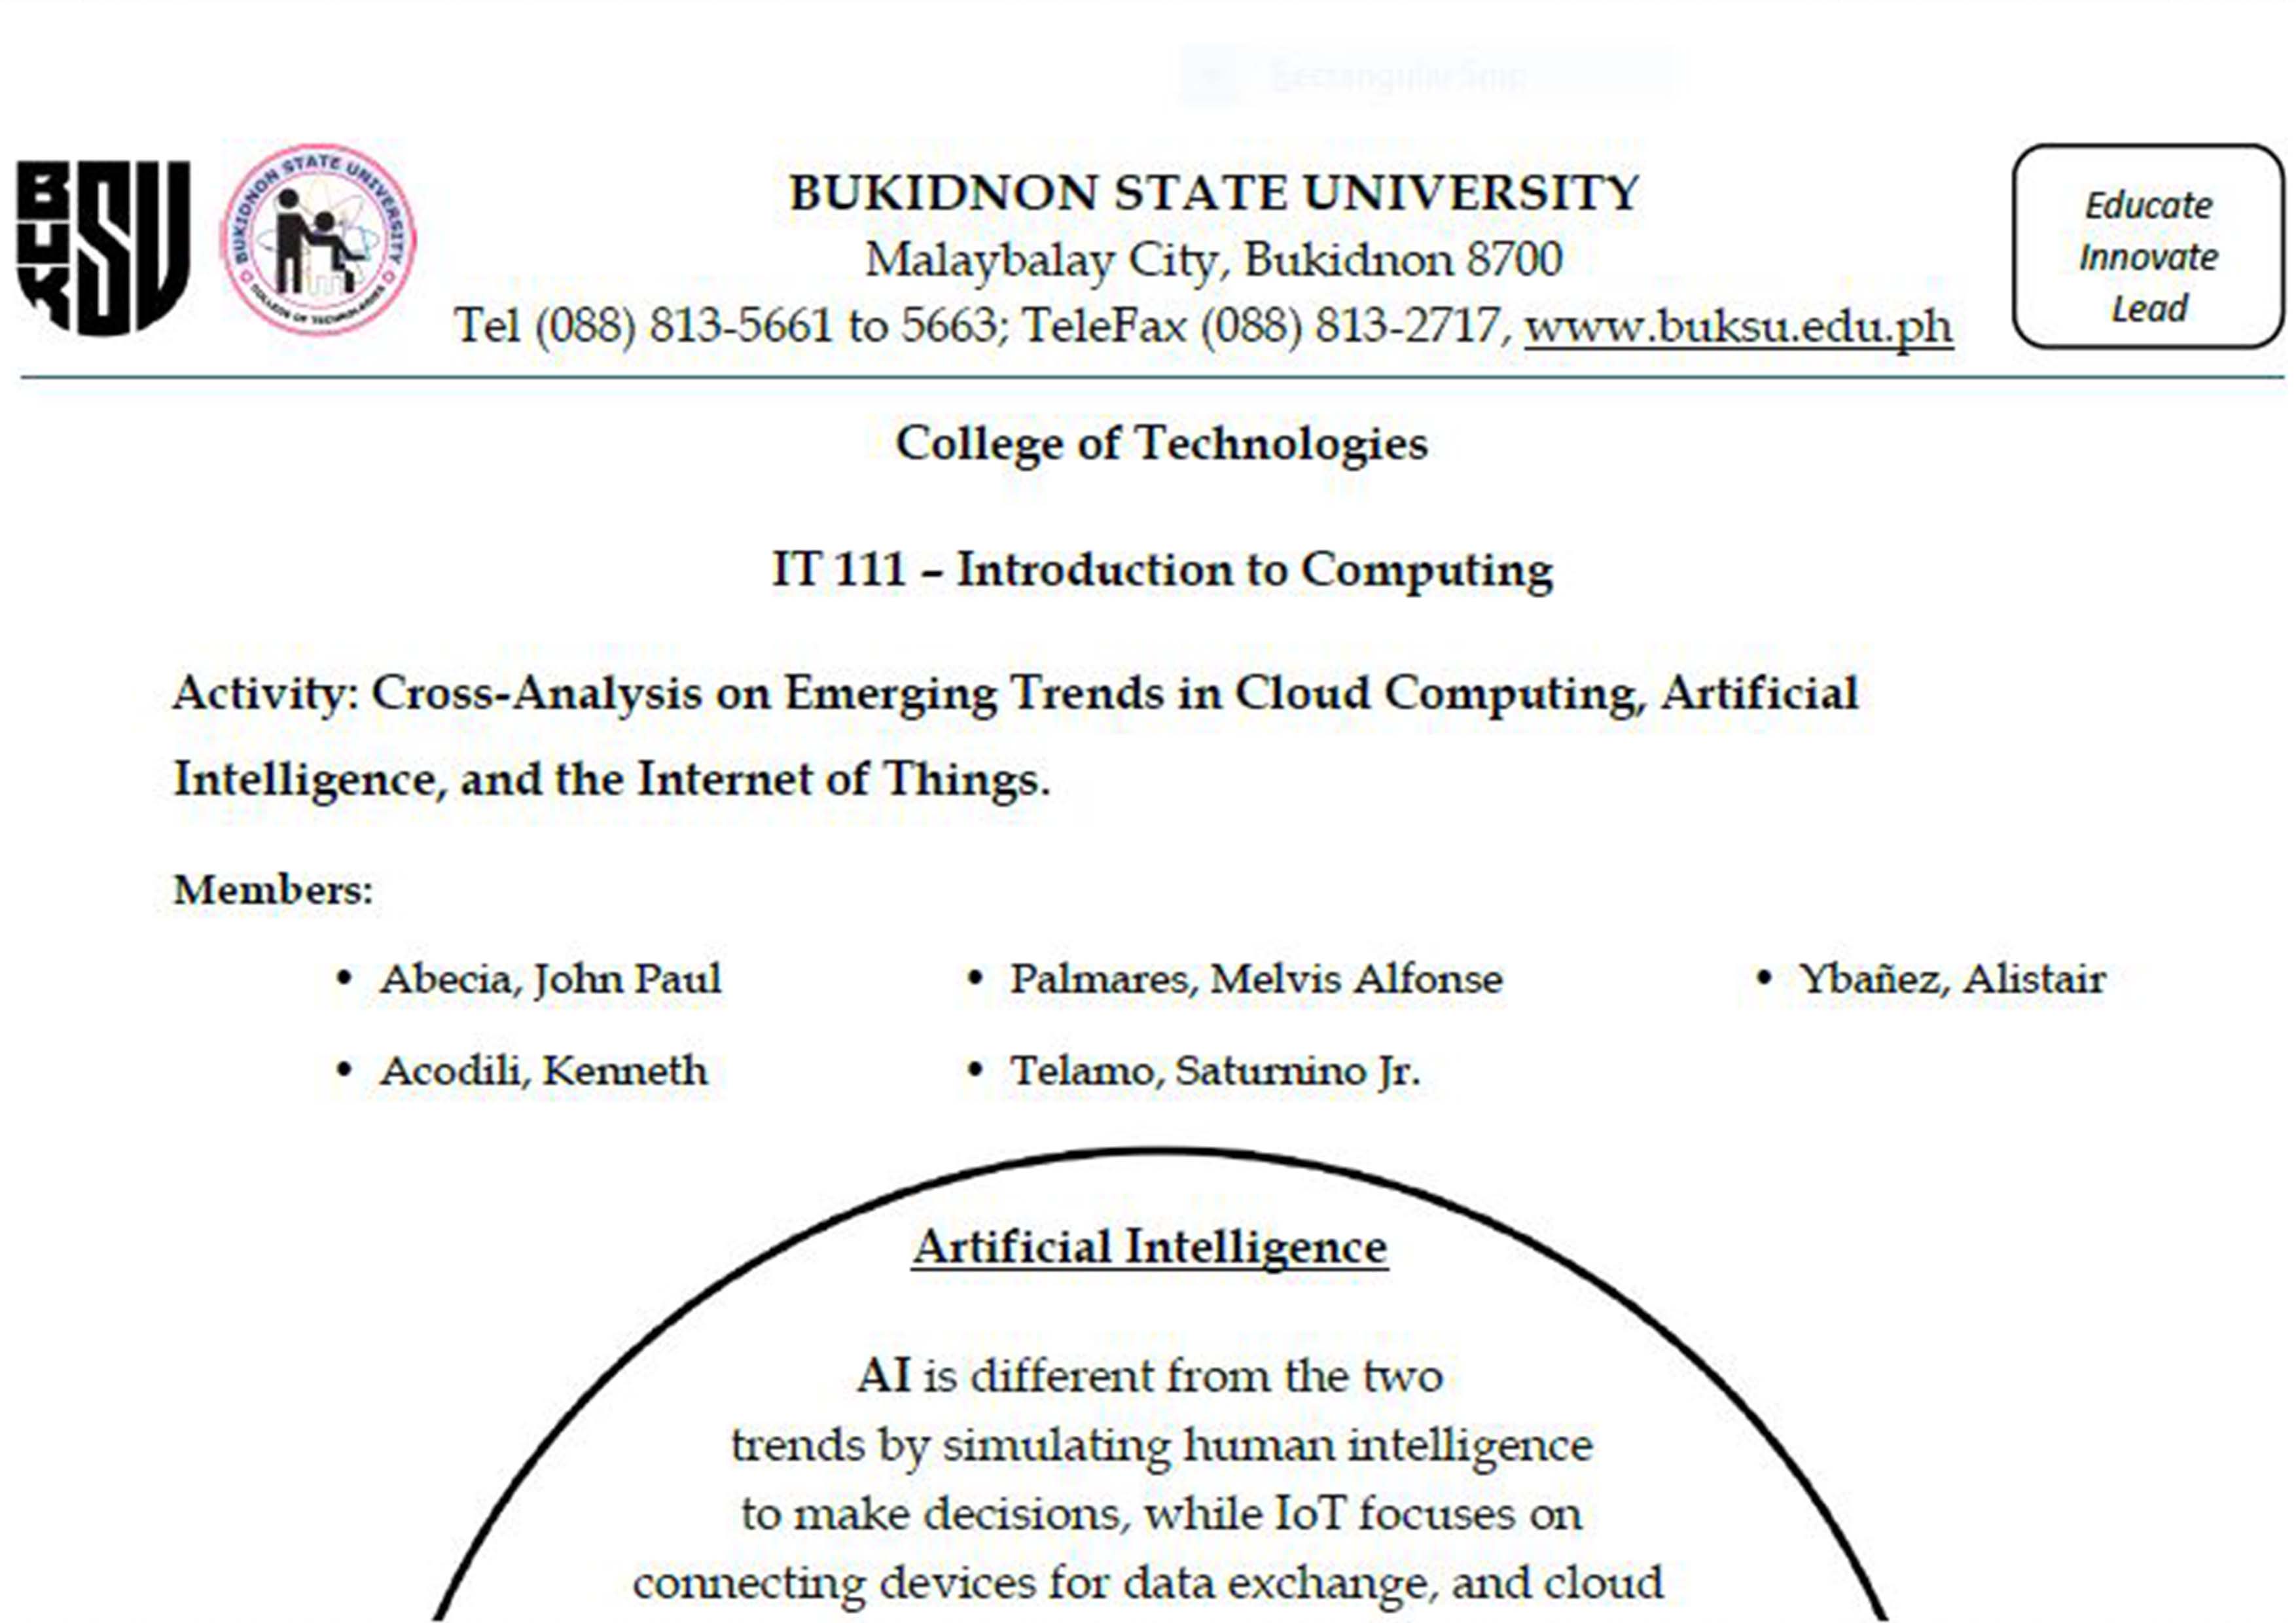 Rectangular Snip
BUKSU
BUKIDNON STATE UNIVERSITY
COLLEGE OF TECHNOLOGIES
BUKIDNON STATE UNIVERSITY
Malaybalay City, Bukidnon 8700
Tel (088) 813-5661 to 5663; TeleFax (088) 813-2717, www.buksu.edu.ph
Educate
Innovate
Lead
College of Technologies
IT 111 – Introduction to Computing
Activity: Cross-Analysis on Emerging Trends in Cloud Computing, Artificial
Intelligence, and the Internet of Things.
Members:
• Abecia, John Paul
• Acodili, Kenneth
• Palmares, Melvis Alfonse
• Telamo, Saturnino Jr.
• Ybañez, Alistair
Artificial Intelligence
AI is different from the two
trends by simulating human intelligence
to make decisions, while IoT focuses on
connecting devices for data exchange, and cloud